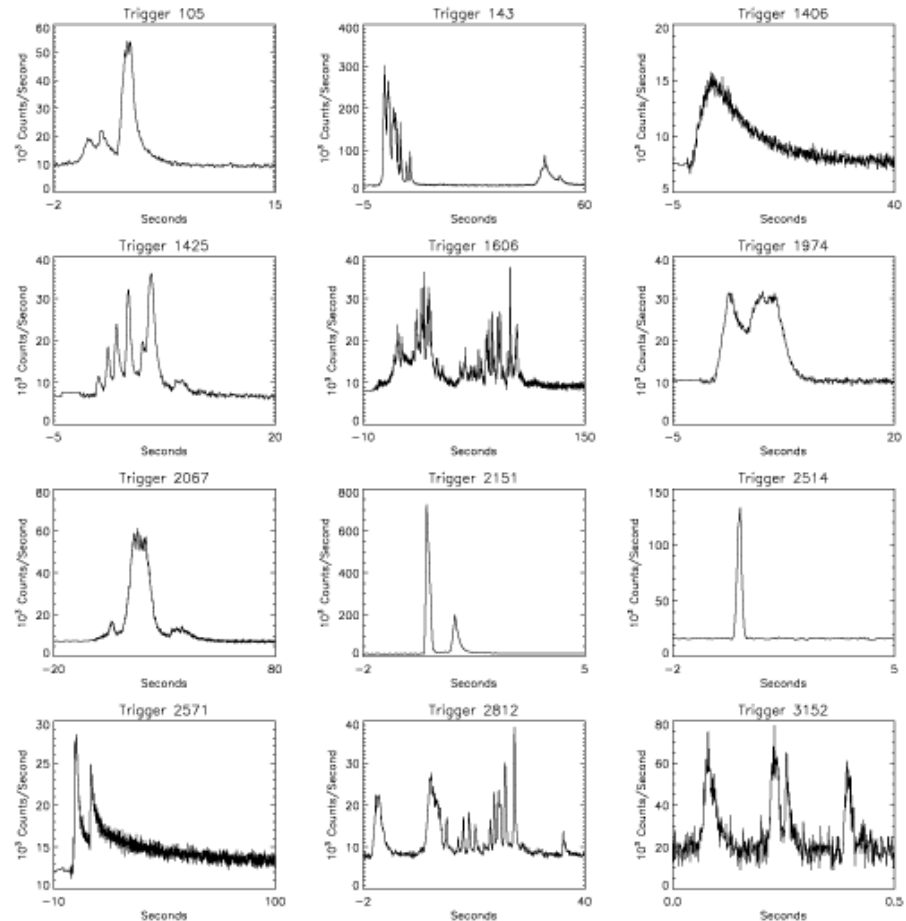 Trigger 105
60
50
40
30
20
10
0
10³ Counts/Second
-2
15
Seconds
Trigger 143
400
300
200
100
0
10³ Counts/Second
-5
60
Seconds
Trigger 1406
20
15
10
5
10³ Counts/Second
-5
40
Seconds
Trigger 1425
40
30
20
10
0
10³ Counts/Second
-5
20
Seconds
Trigger 1606
40
30
20
10
0
10³ Counts/Second
-10
150
Seconds
Trigger 1974
40
30
20
10
0
10³ Counts/Second
-5
20
Seconds
Trigger 2067
80
60
40
20
0
10³ Counts/Second
-20
80
Seconds
Trigger 2151
800
600
400
200
0
10³ Counts/Second
-2
5
Seconds
Trigger 2514
150
100
50
0
10³ Counts/Second
-2
5
Seconds
Trigger 2571
30
25
20
15
10
10³ Counts/Second
-10
100
Seconds
Trigger 2812
40
30
20
10
0
10³ Counts/Second
-2
40
Seconds
Trigger 3152
80
60
40
20
0
10³ Counts/Second
0.0
0.5
Seconds